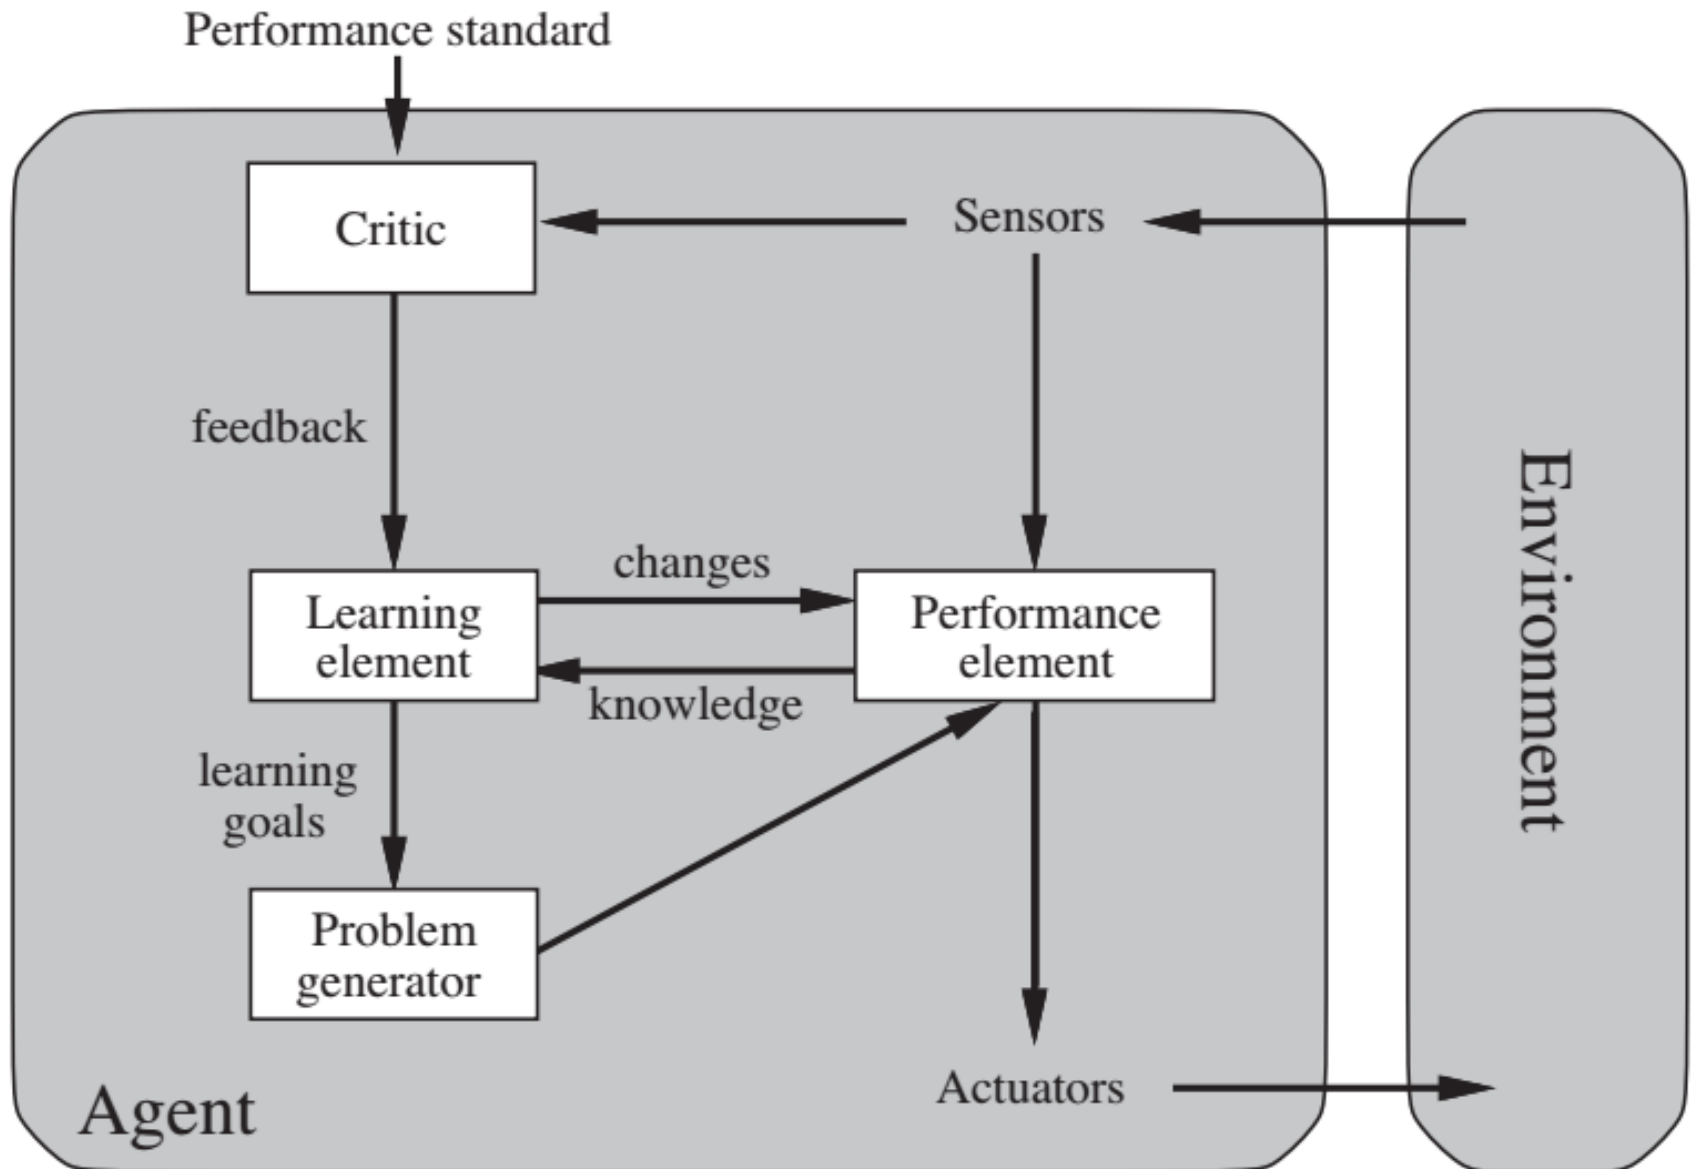 Performance standard
Critic
Sensors
feedback
changes
Learning
element
Performance
element
knowledge
learning
goals
Problem
generator
Actuators
Agent
Environment